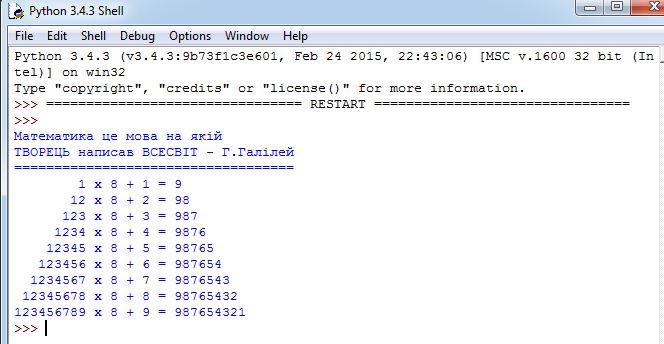 Python 3.4.3 Shell
File Edit Shell Debug Options Window Help
Python 3.4.3 (v3.4.3:9b73f1c3e601, Feb 24 2015, 22:43:06) [MSC v.1600 32 bit (In
tel)] on win32
Type "copyright", "credits" or "license()" for more information.
>>> ================================ RESTART ================================
>>>
Математика це мова на якій
ТВОРЕЦЬ написав ВСЕСВІТ - Г.Галілей
===================================
1 x 8 + 1 = 9
12 x 8 + 2 = 98
123 x 8 + 3 = 987
1234 x 8 + 4 = 9876
12345 x 8 + 5 = 98765
123456 x 8 + 6 = 987654
1234567 x 8 + 7 = 9876543
12345678 x 8 + 8 = 98765432
123456789 x 8 + 9 = 987654321
>>>